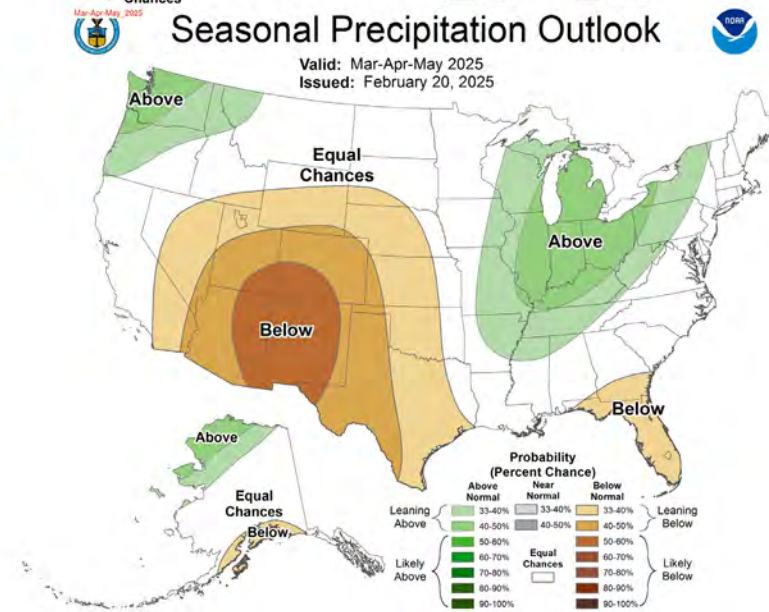 Chances
Mar-Apr-May_2025
Seasonal Precipitation Outlook
NOAA
Valid: Mar-Apr-May 2025
Issued: February 20, 2025
Above
Equal
Chances
Above
Below
Below
Above
Equal
Chances
Below
Probability
(Percent Chance)
Above
Normal
Near
Normal
Below
Normal
Leaning
Above
33-40% 33-40% 33-40%
40-50% 40-50% 40-50%
Leaning
Below
Likely
Above
50-60% 50-60%
60-70% 60-70%
70-80% 70-80%
80-90% 80-90%
90-100% 90-100%
Equal
Chances
Likely
Below